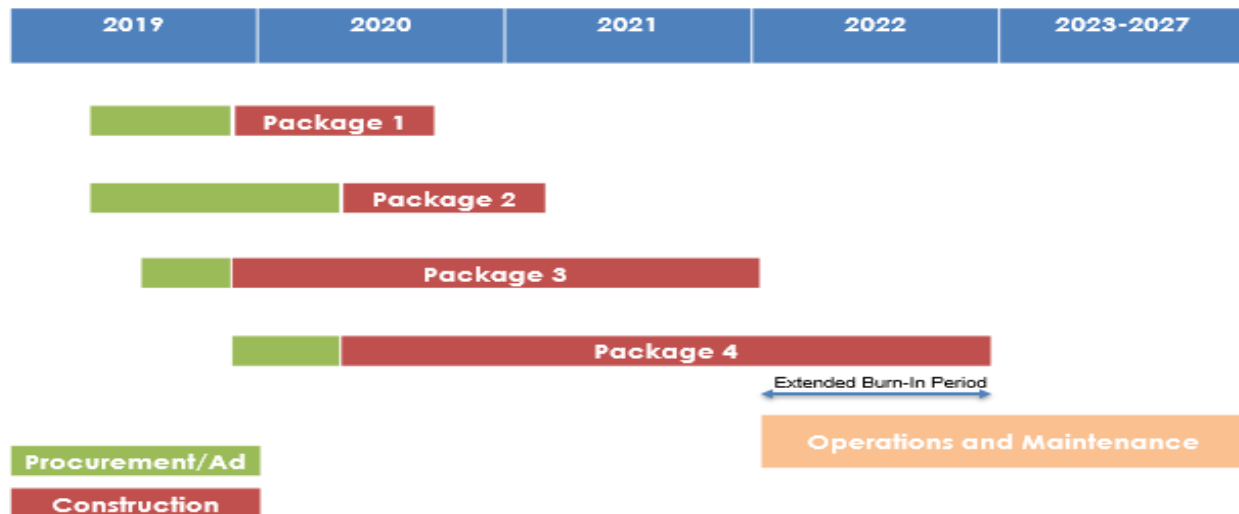 2019 2020 2021 2022 2023-2027
Package 1
Package 2
Package 3
Package 4
Extended Burn-In Period
Operations and Maintenance
Procurement/Ad
Construction